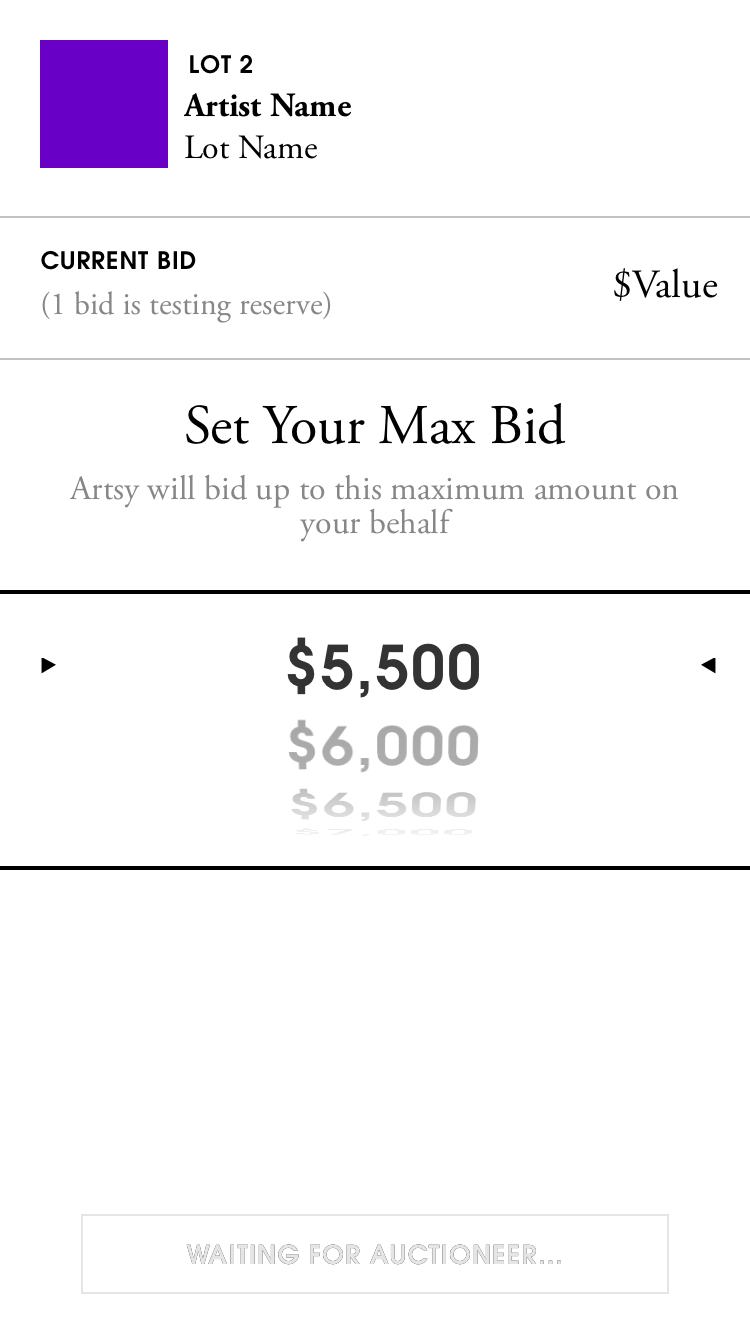 LOT 2
Artist Name
Lot Name
CURRENT BID
(1 bid is testing reserve)
$Value
Set Your Max Bid
Artsy will bid up to this maximum amount on
your behalf
$5,500
$6,000
$6,500
$7,000
WAITING FOR AUCTIONEER...